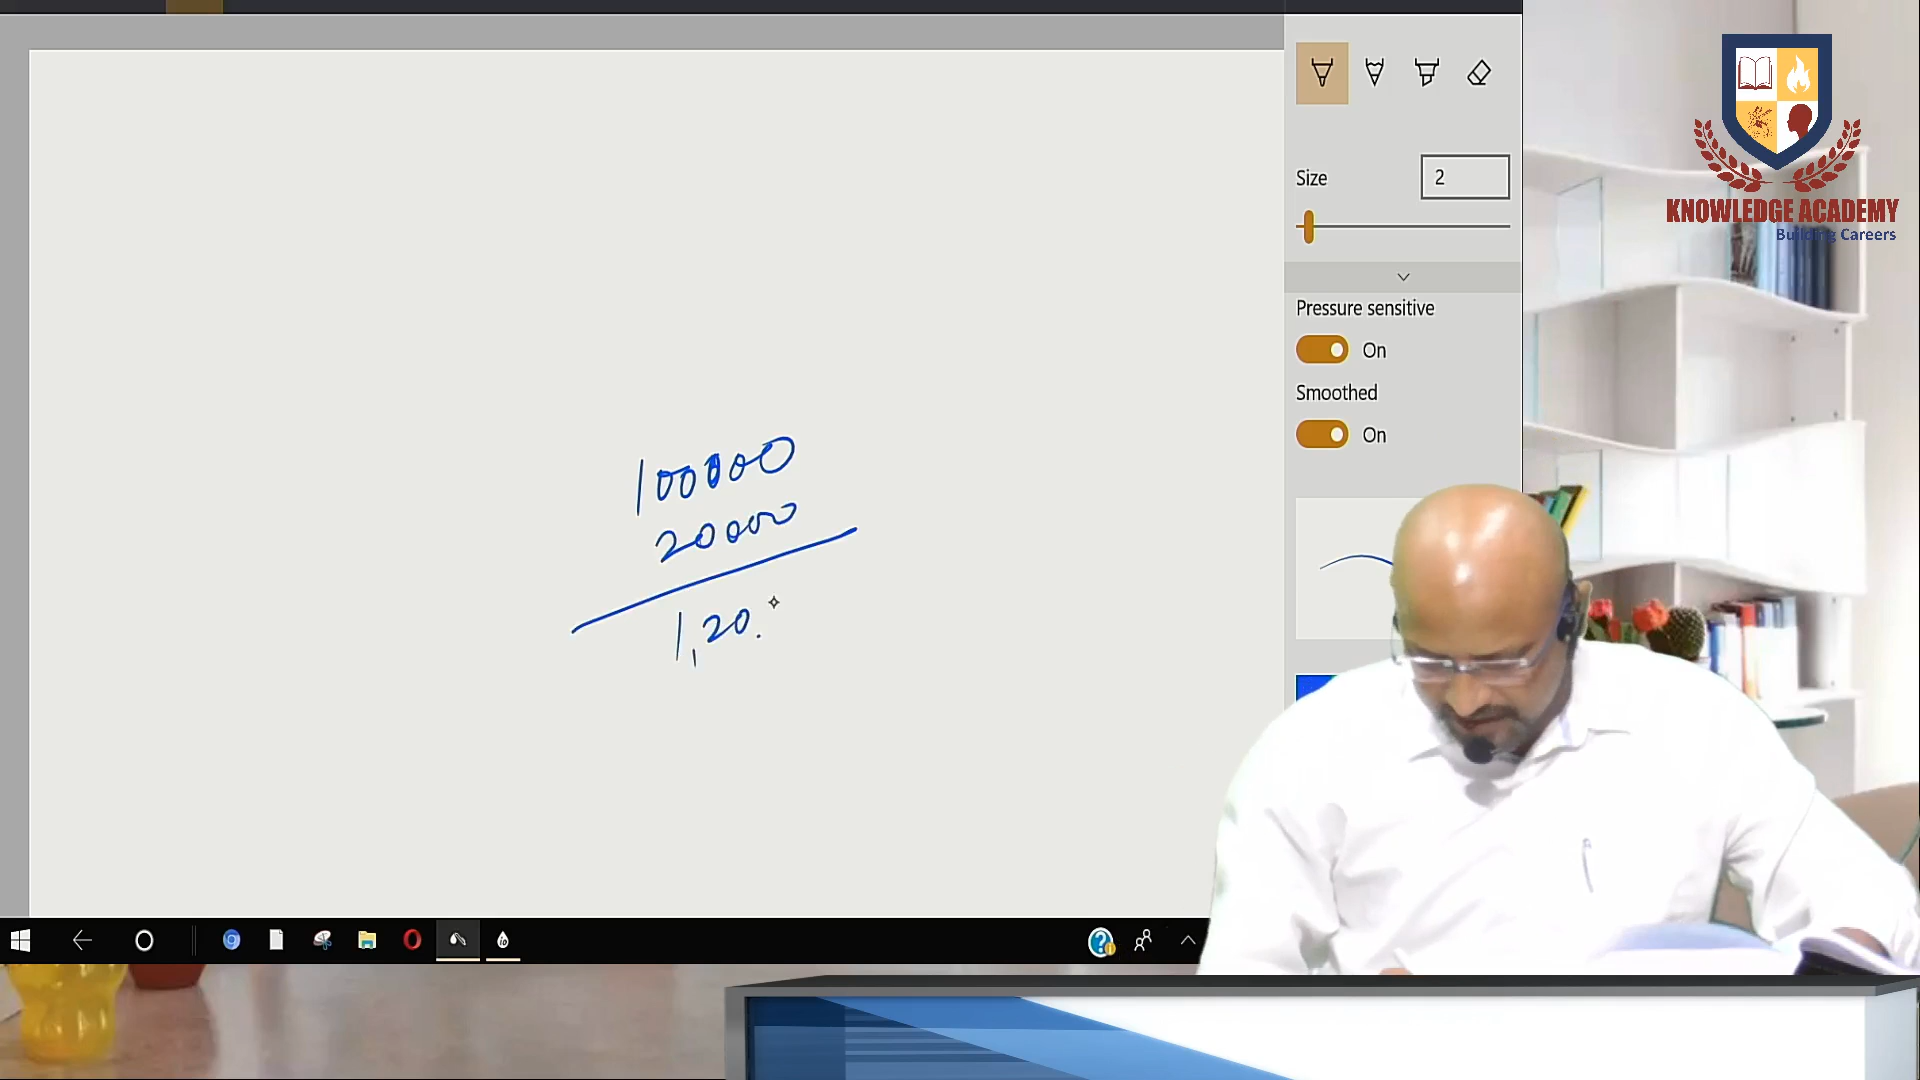 Size
2
Pressure sensitive
On
Smoothed
On
KNOWLEDGE ACADEMY
Building Careers
100000
20000
1,20.